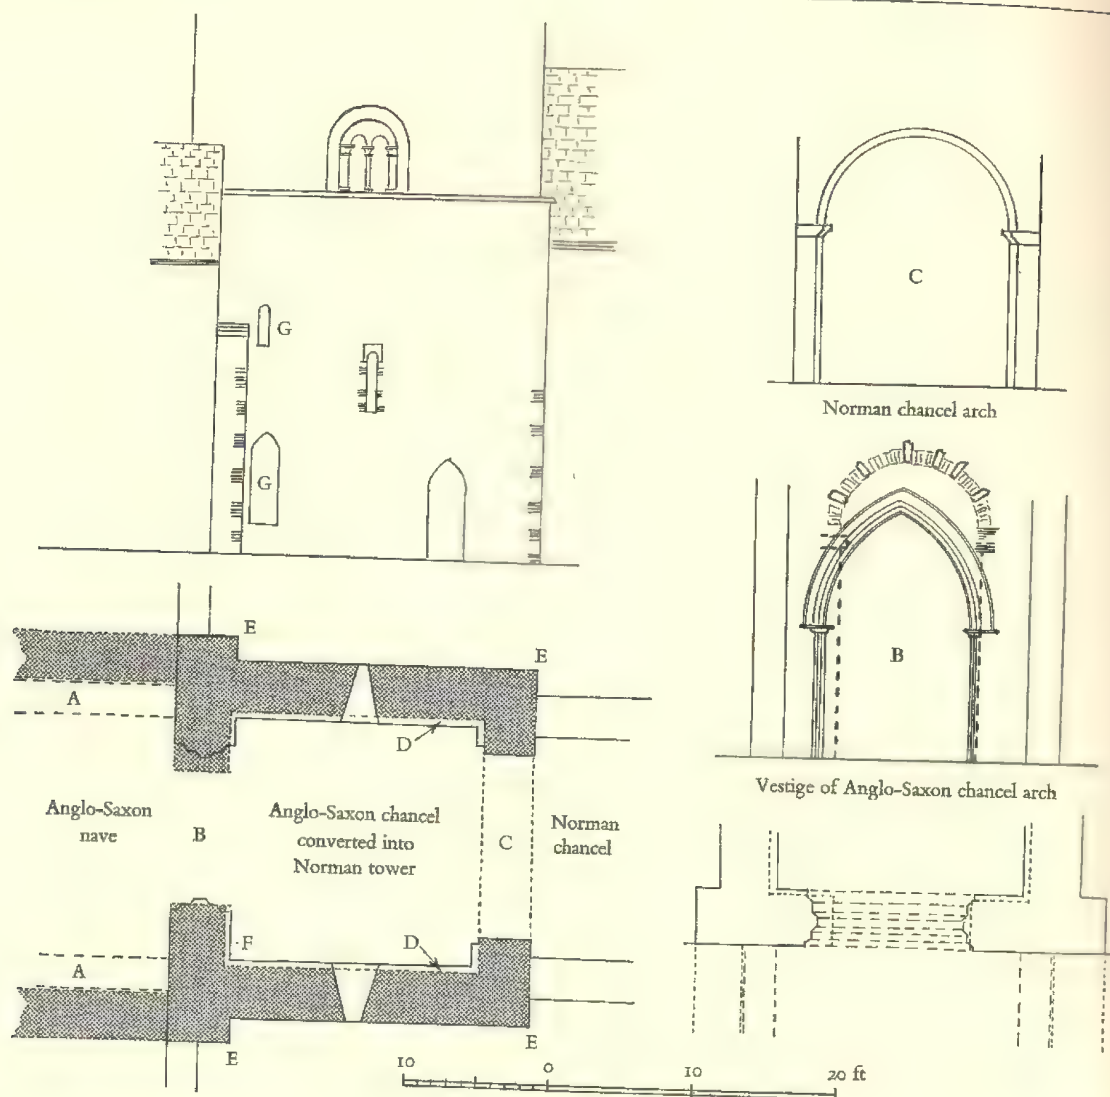 C
Norman chancel arch
G
G
B
Vestige of Anglo-Saxon chancel arch
E
E
A
D
Anglo-Saxon
nave
B
Anglo-Saxon chancel
converted into
Norman tower
C
Norman
chancel
F
D
A
E
E
10
0
10
20 ft